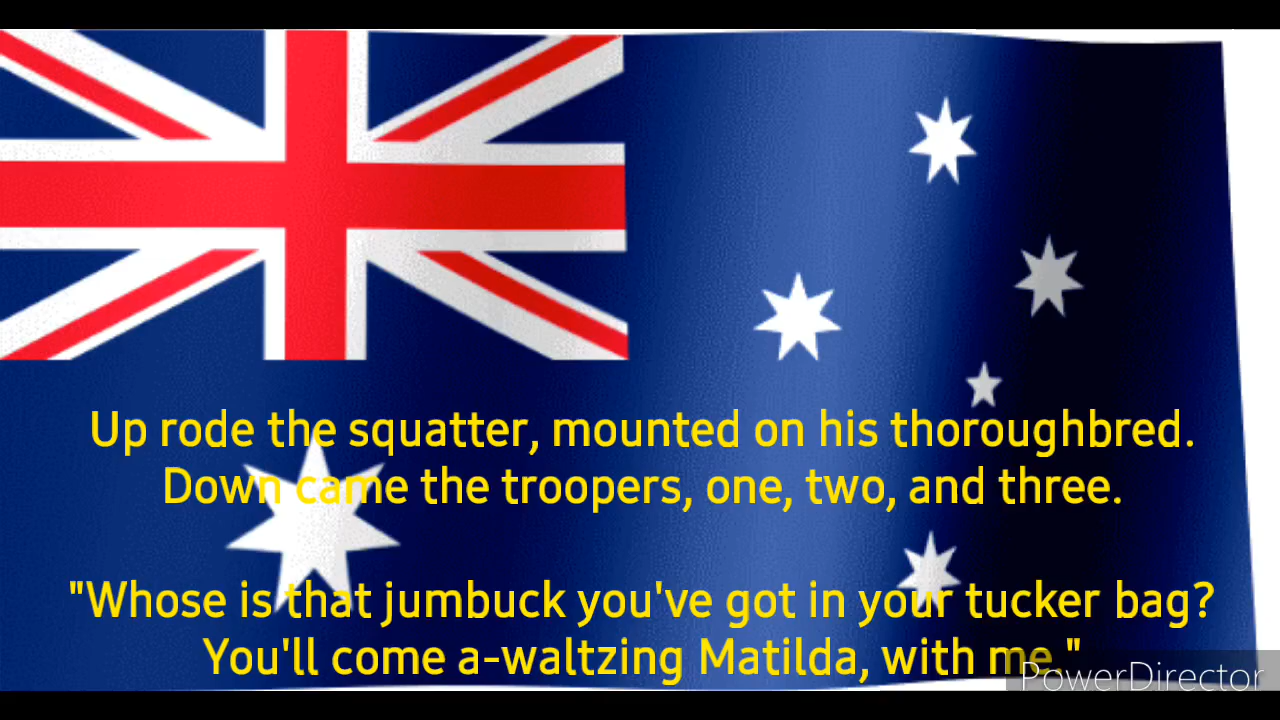 Up rode the squatter, mounted on his thoroughbred.
Down came the troopers, one, two, and three.
"Whose is that jumbuck you've got in your tucker bag?
You'll come a-waltzing Matilda, with me."
PowerDirector